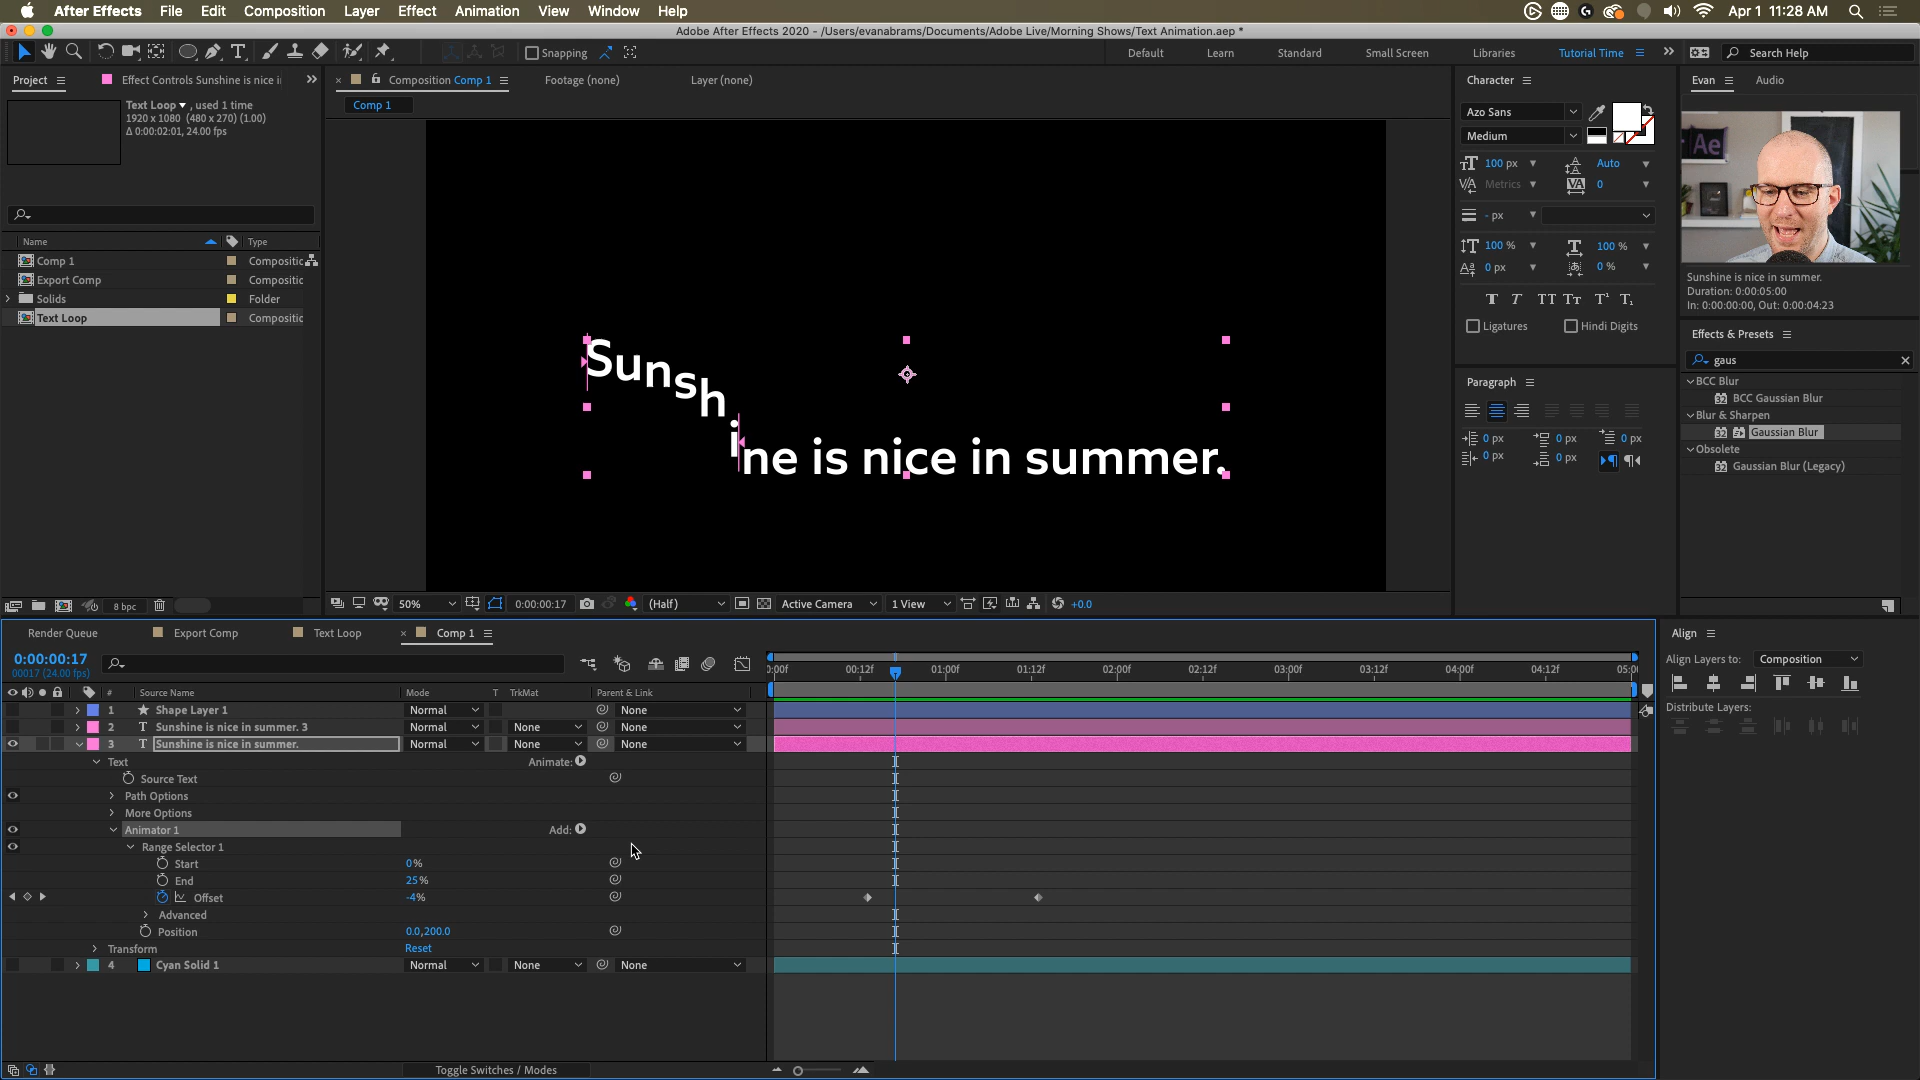 After Effects File Edit Composition Layer Effect Animation View Window Help Apr 1 11:28 AM
Adobe After Effects 2020 - /Users/evanabrams/Documents/Adobe Live/Morning Shows/Text Animation.aep *
Snapping Default Learn Standard Small Screen Libraries Tutorial Time Search Help
Project Effect Controls Sunshine is nice i
Composition Comp 1 Footage (none) Layer (none)
Character Evan Audio
Text Loop , used 1 time
1920 x 1080 (480 x 270) (1.00)
Δ 0:00:02:01, 24.00 fps
Comp 1
Azo Sans
Medium
100 px Auto
Metrics 0
- px
100 % 100 %
0 px 0 %
T T TT Tt T¹ T₁
Ligatures Hindi Digits
Ae
Sunshine is nice in summer.
Duration: 0:00:05:00
In: 0:00:00:00, Out: 0:00:04:23
Effects & Presets
gaus
BCC Blur
BCC Gaussian Blur
Blur & Sharpen
Gaussian Blur
Obsolete
Gaussian Blur (Legacy)
Paragraph
0 px 0 px 0 px
0 px 0 px
Name Type
Comp 1 Compositic
Export Comp Compositic
Solids Folder
Text Loop Compositic
Sunshine is nice in summer.
8 bpc
50% 0:00:00:17 (Half) Active Camera 1 View +0.0
Render Queue Export Comp Text Loop Comp 1
0:00:00:17
00017 (24.00 fps)
:00f 00:12f 01:00f 01:12f 02:00f 02:12f 03:00f 03:12f 04:00f 04:12f 05:00
# Source Name Mode T TrkMat Parent & Link
1 Shape Layer 1 Normal None
2 T Sunshine is nice in summer. 3 Normal None None
3 T Sunshine is nice in summer. Normal None None
Text Animate:
Source Text
Path Options
More Options
Animator 1 Add:
Range Selector 1
Start 0%
End 25%
Offset -4%
Advanced
Position 0.0,200.0
Transform Reset
4 Cyan Solid 1 Normal None None
Toggle Switches / Modes
Align
Align Layers to: Composition
Distribute Layers: